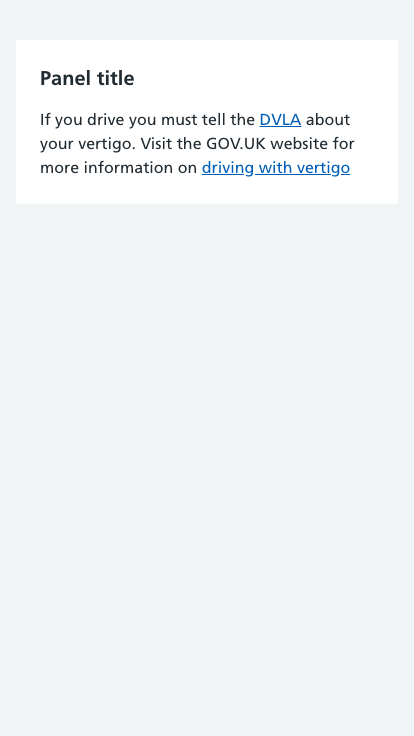 Panel title
If you drive you must tell the DVLA about
your vertigo. Visit the GOV.UK website for
more information on driving with vertigo